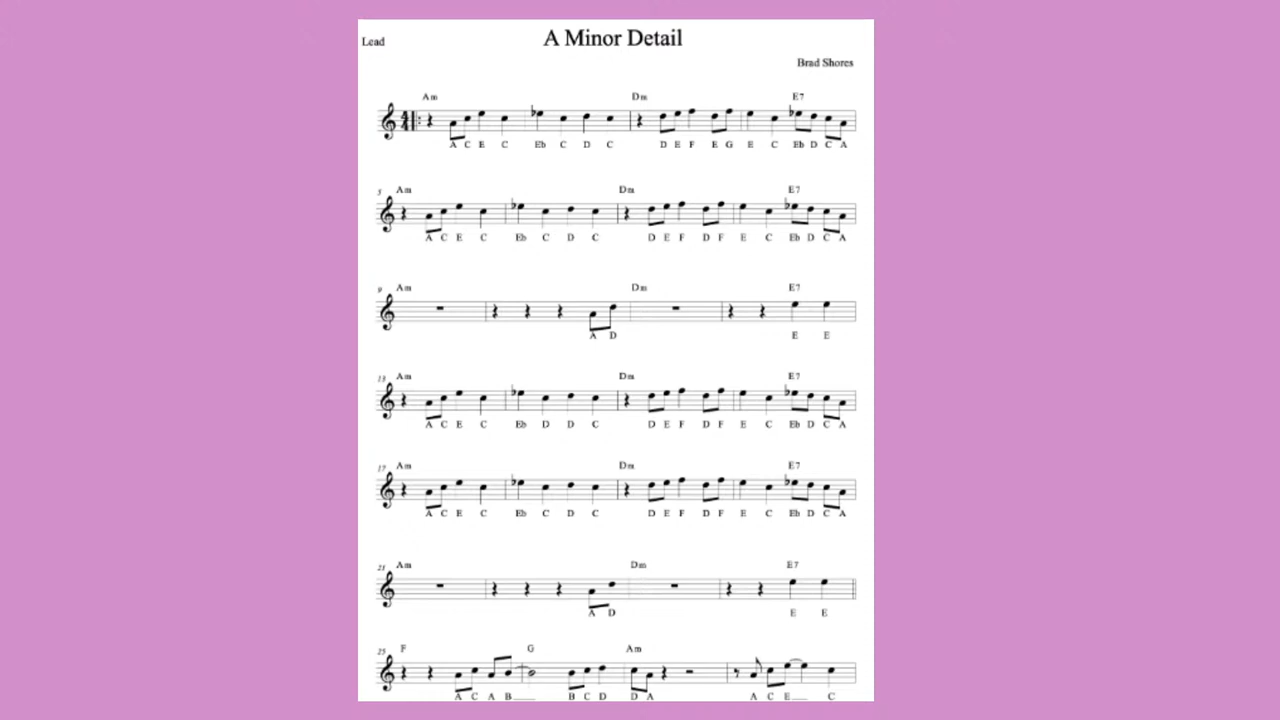 A Minor Detail
Lead
Brad Shores
Am Dm E7
A C E C Eb C D C D E F E G E C Eb D C A
5 Am Dm E7
A C E C Eb C D C D E F D F E C Eb D C A
9 Am Dm E7
A D E E
13 Am Dm E7
A C E C Eb D D C D E F D F E C Eb D C A
17 Am Dm E7
A C E C Eb C D C D E F D F E C Eb D C A
21 Am Dm E7
A D E E
25 F G Am
A C A B__ B C D D A A C E__ C